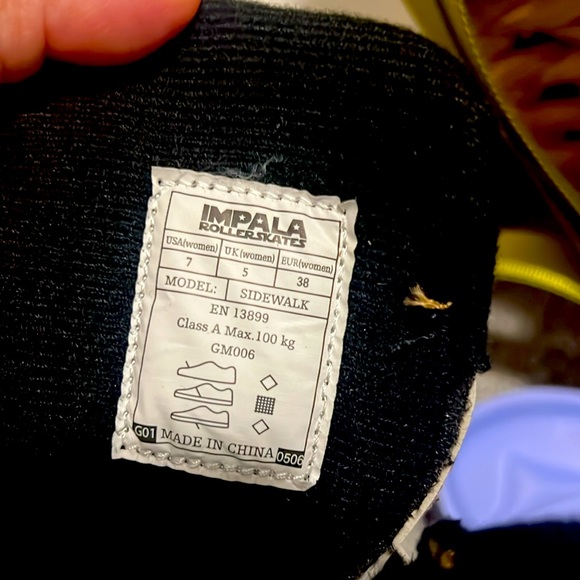 IMPALA
ROLLERSKATES
USA(women) UK(women) EUR(women)
7 5 38
MODEL: SIDEWALK
EN 13899
Class A Max.100 kg
GM006
G01 MADE IN CHINA 0506